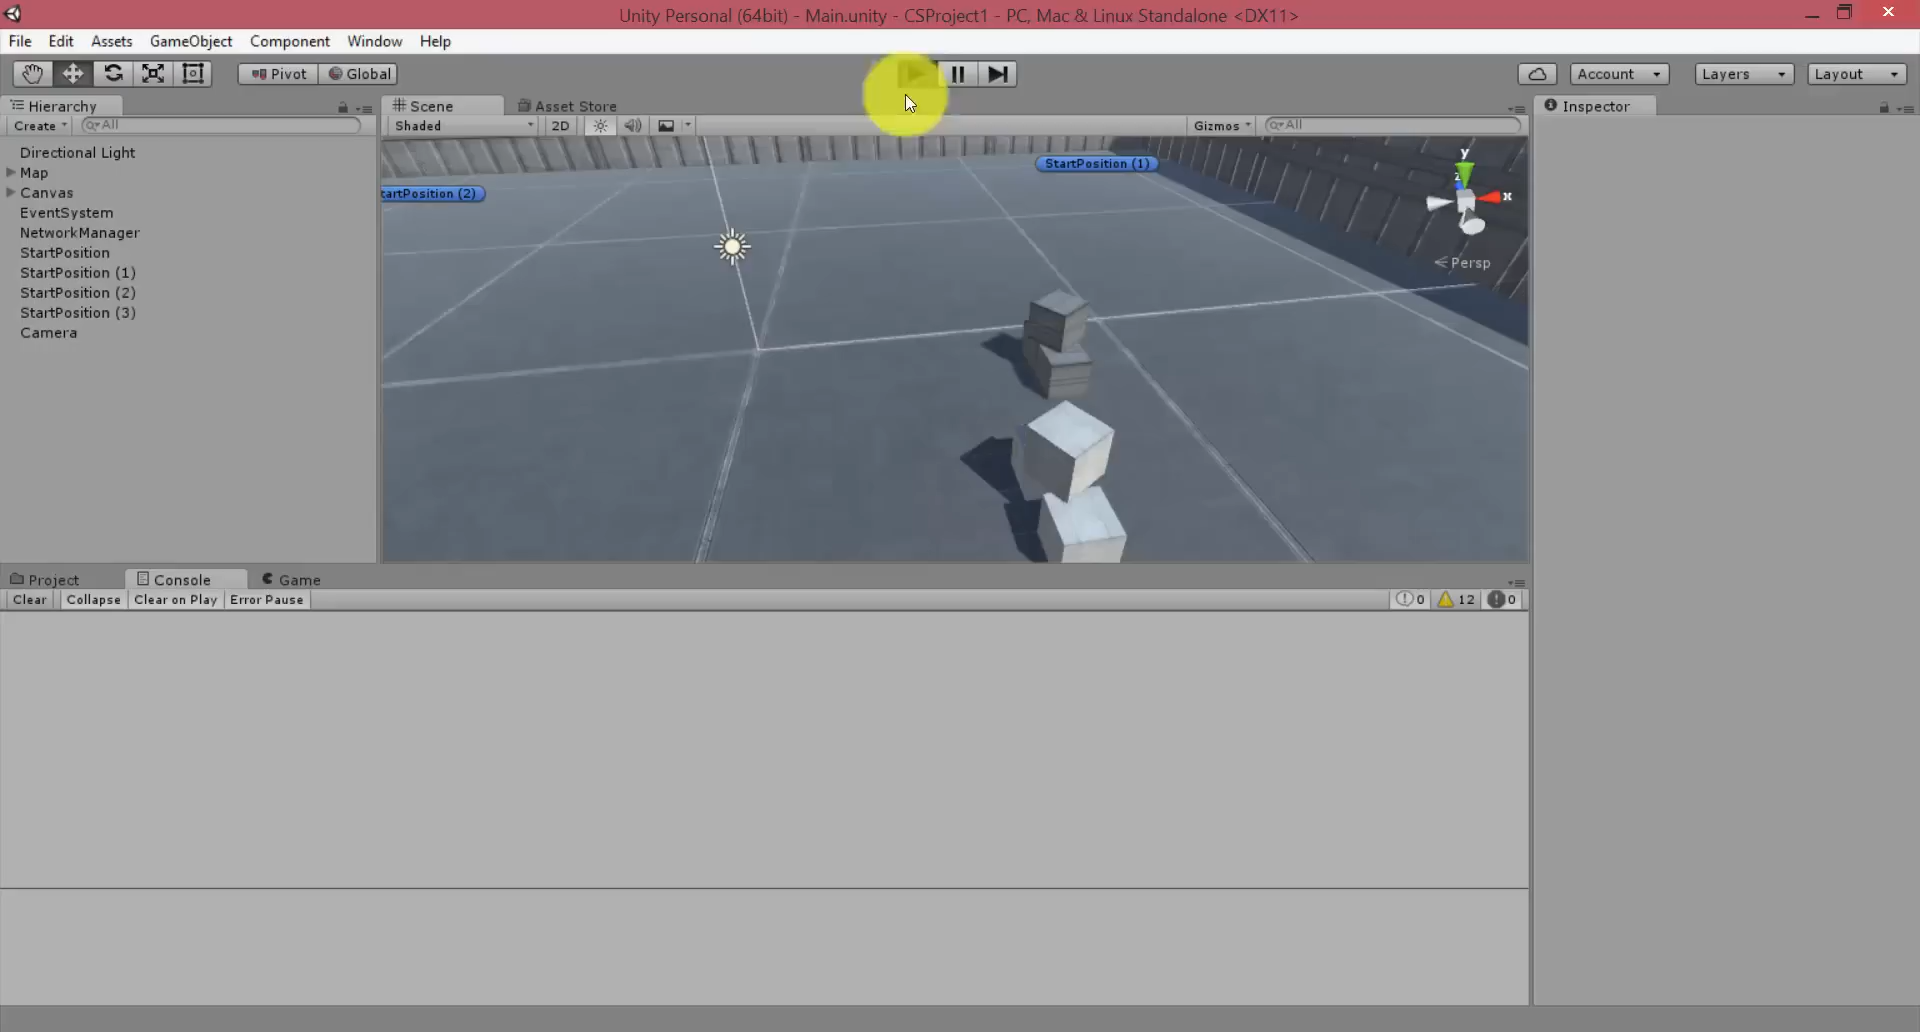 Unity Personal (64bit) - Main.unity - CSProject1 - PC, Mac & Linux Standalone <DX11>
File Edit Assets GameObject Component Window Help
Pivot Global Account Layers Layout
Hierarchy Scene Asset Store Inspector
Create All Shaded 2D Gizmos All
Directional Light
Map
Canvas
EventSystem
NetworkManager
StartPosition
StartPosition (1)
StartPosition (2)
StartPosition (3)
Camera
StartPosition (1)
tartPosition (2)
y
z
x
Persp
Project Console Game
Clear Collapse Clear on Play Error Pause 0 12 0